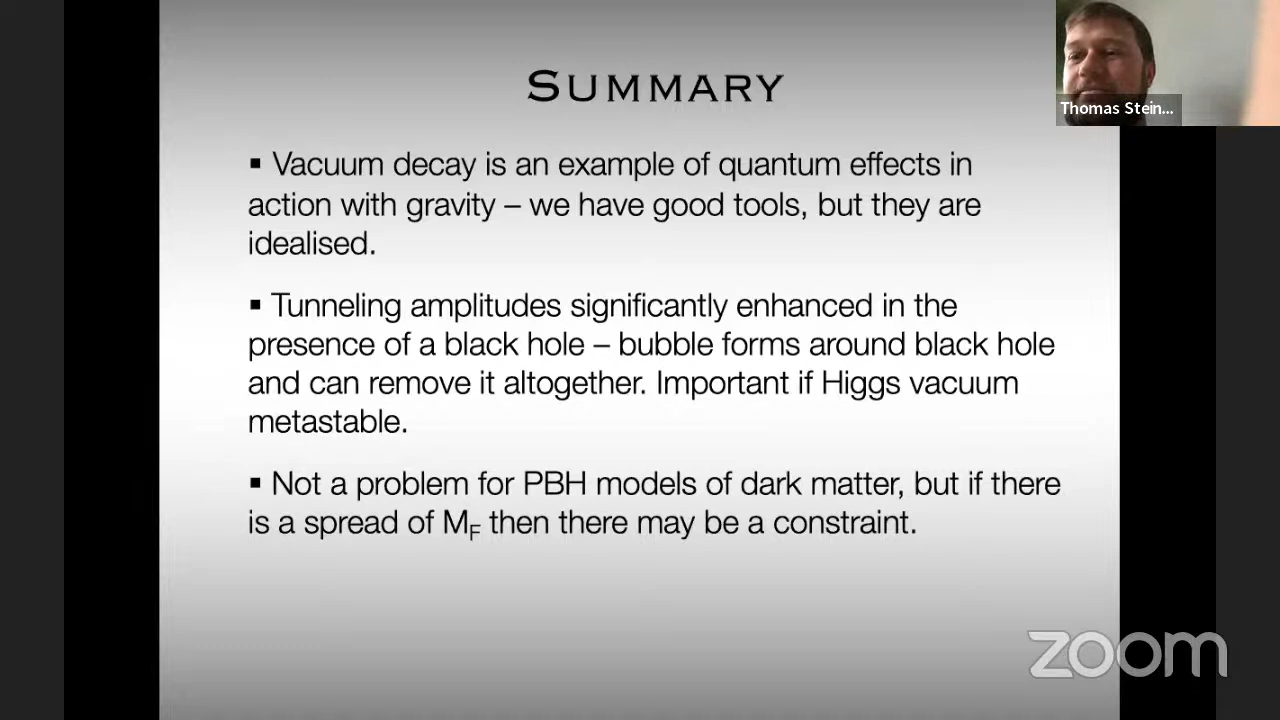 SUMMARY
Thomas Stein...
▪ Vacuum decay is an example of quantum effects in
action with gravity – we have good tools, but they are
idealised.
▪ Tunneling amplitudes significantly enhanced in the
presence of a black hole – bubble forms around black hole
and can remove it altogether. Important if Higgs vacuum
metastable.
▪ Not a problem for PBH models of dark matter, but if there
is a spread of M_F then there may be a constraint.
zoom